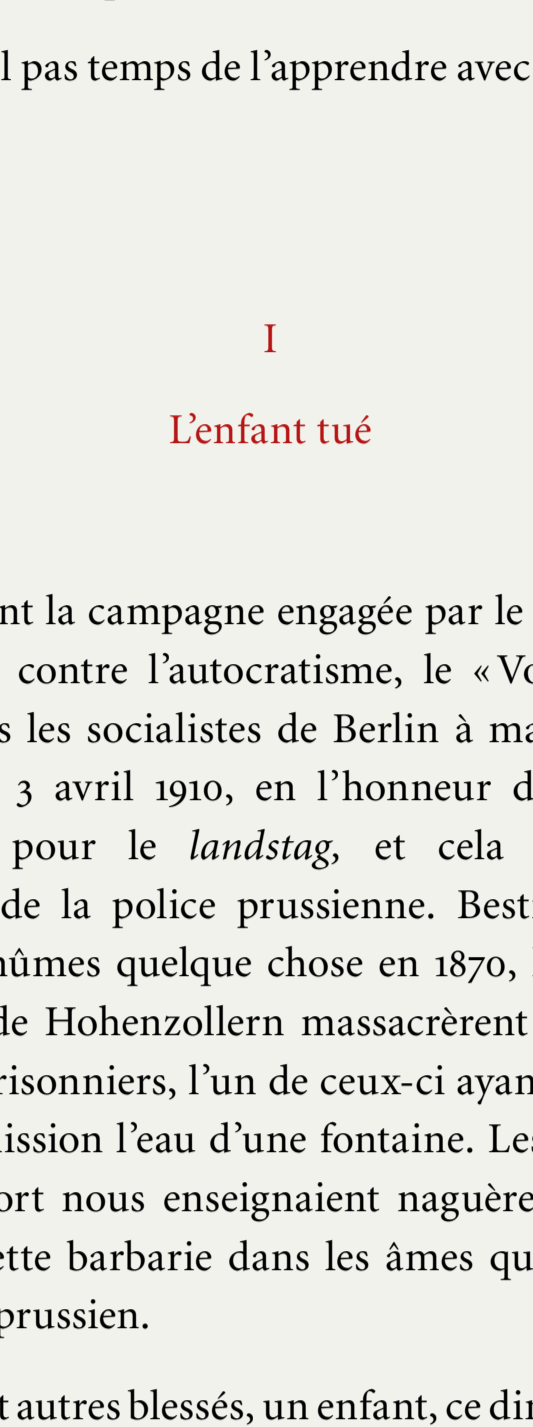 l pas temps de l’apprendre avec
I
L’enfant tué
nt la campagne engagée par le
contre l’autocratisme, le « Vo
s les socialistes de Berlin à ma
3 avril 1910, en l’honneur d
pour le landstag, et cela
de la police prussienne. Best
nûmes quelque chose en 1870,
de Hohenzollern massacrèrent
risonniers, l’un de ceux-ci ayan
ission l’eau d’une fontaine. Les
ort nous enseignaient naguère
ette barbarie dans les âmes qu
prussien.
t autres blessés, un enfant, ce dim